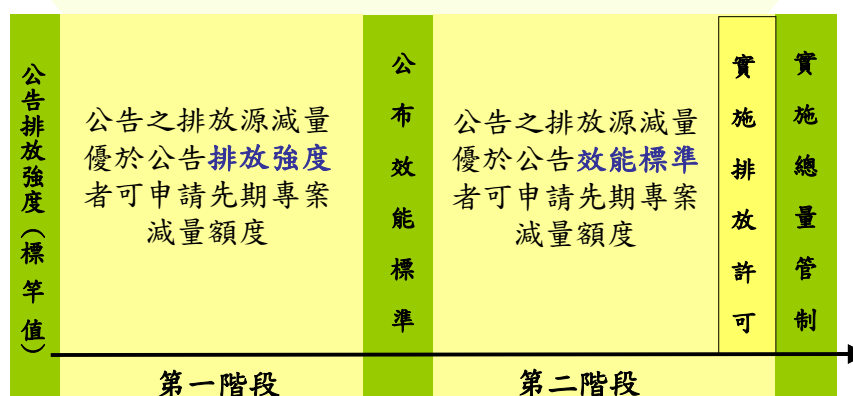 公告排放強度（標竿值）
公告之排放源減量
優於公告排放強度
者可申請先期專案
減量額度
公布效能標準
公告之排放源減量
優於公告效能標準
者可申請先期專案
減量額度
實施排放許可
實施總量管制
第一階段
第二階段